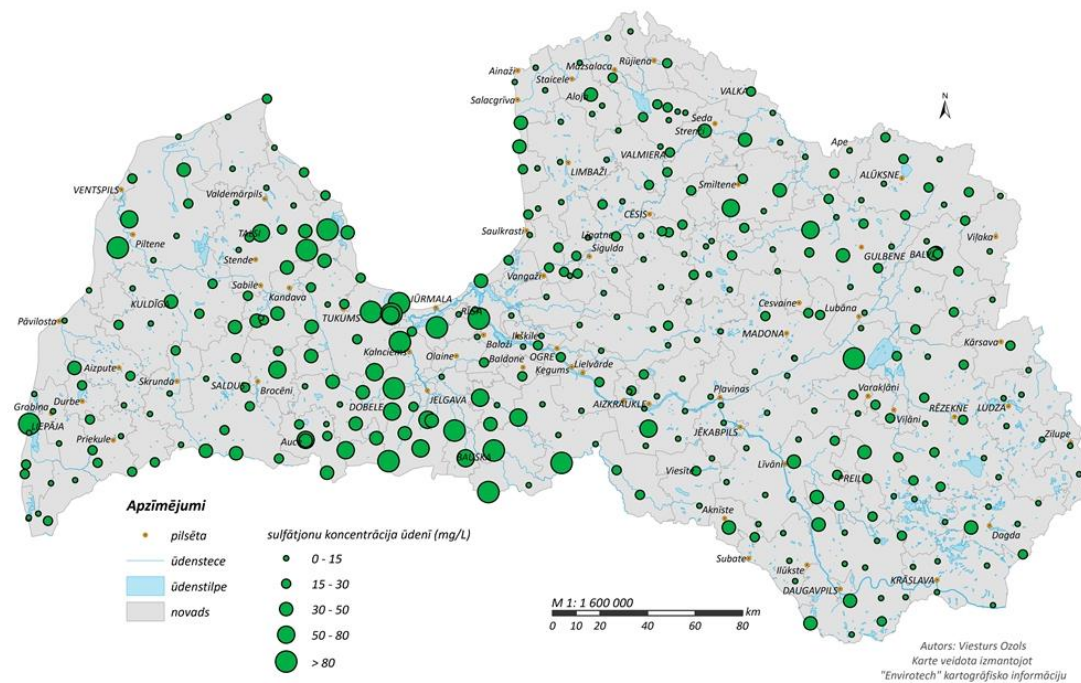 Ainaži
Mazsalaca
Rūjiena
Staicele
Salacgrīva
Aloja
VALKA
N
Seda
Strenči
Ape
VALMIERA
LIMBAŽI
ALŪKSNE
VENTSPILS
Valdemārpils
Smiltene
CĒSIS
Piltene
TALSI
Saulkrasti
Līgatne
Sigulda
Viļaka
Stende
GULBENE
BALVI
Vangaži
Sabile
Kandava
KULDĪGA
JŪRMALA
TUKUMS
RĪGA
Cesvaine
Lubāna
Pāvilosta
Ikšķile
MADONA
Kārsava
Kalnciems
Olaine
Baloži
OGRE
Baldone
Ķegums
Lielvārde
Aizpute
Skrunda
SALDUS
Brocēni
JELGAVA
Pļaviņas
Varakļāni
Durbe
Grobiņa
DOBELE
AIZKRAUKLE
Viļāni
RĒZEKNE
LUDZA
LIEPĀJA
Priekule
Auce
JĒKABPILS
Zilupe
BAUSKA
Viesīte
Līvāni
PREIĻI
Apzīmējumi
pilsēta
ūdenstece
ūdenstilpe
novads
sulfātjonu koncentrācija ūdenī (mg/L)
0 - 15
15 - 30
30 - 50
50 - 80
> 80
Aknīste
Dagda
Subate
Ilūkste
DAUGAVPILS
KRĀSLAVA
M 1: 1 600 000
km
0 10 20 40 60 80
Autors: Viesturs Ozols
Karte veidota izmantojot
"Envirotech" kartogrāfisko informāciju